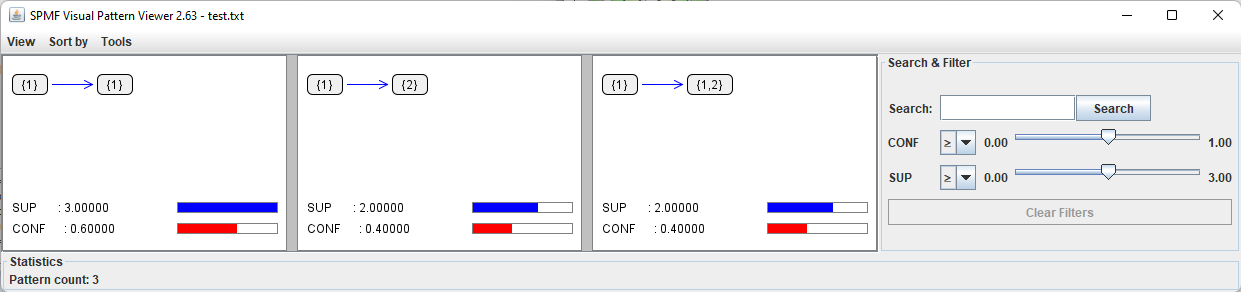 SPMF Visual Pattern Viewer 2.63 - test.txt
View Sort by Tools
{1} {1}
SUP : 3.00000
CONF : 0.60000
{1} {2}
SUP : 2.00000
CONF : 0.40000
{1} {1,2}
SUP : 2.00000
CONF : 0.40000
Search & Filter
Search: Search
CONF ≥ 0.00 1.00
SUP ≥ 0.00 3.00
Clear Filters
Statistics
Pattern count: 3